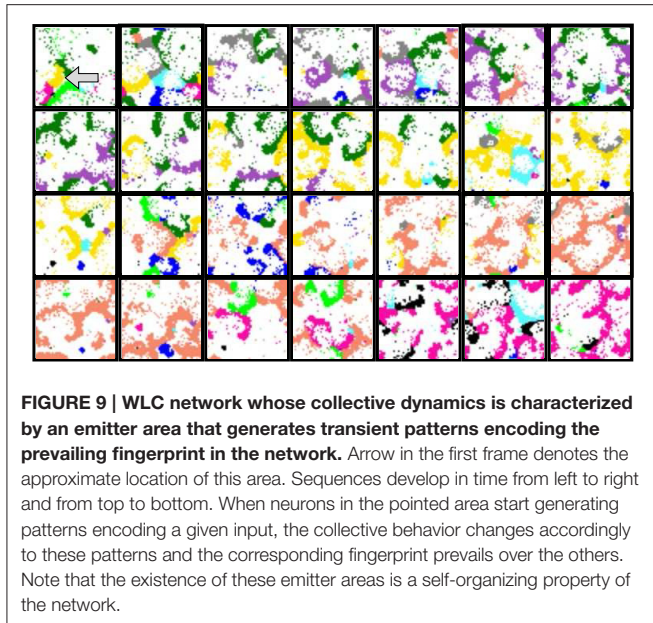 FIGURE 9 | WLC network whose collective dynamics is characterized
by an emitter area that generates transient patterns encoding the
prevailing fingerprint in the network. Arrow in the first frame denotes the
approximate location of this area. Sequences develop in time from left to right
and from top to bottom. When neurons in the pointed area start generating
patterns encoding a given input, the collective behavior changes accordingly
to these patterns and the corresponding fingerprint prevails over the others.
Note that the existence of these emitter areas is a self-organizing property of
the network.